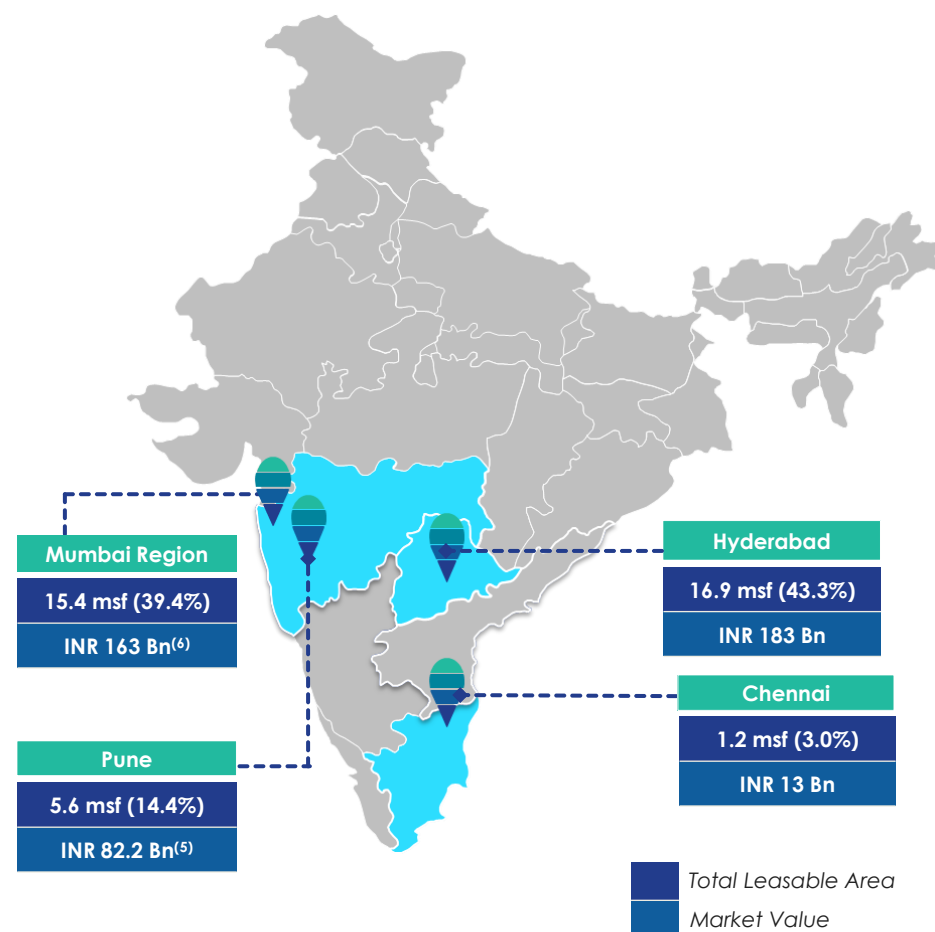 Mumbai Region
15.4 msf (39.4%)
INR 163 Bn(6)
Pune
5.6 msf (14.4%)
INR 82.2 Bn(5)
Hyderabad
16.9 msf (43.3%)
INR 183 Bn
Chennai
1.2 msf (3.0%)
INR 13 Bn
Total Leasable Area
Market Value